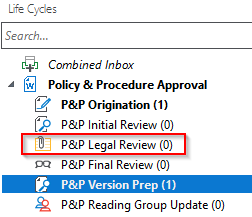 Life Cycles
Search...
Combined Inbox
Policy & Procedure Approval
P&P Origination (1)
P&P Initial Review (0)
P&P Legal Review (0)
P&P Final Review (0)
P&P Version Prep (1)
P&P Reading Group Update (0)